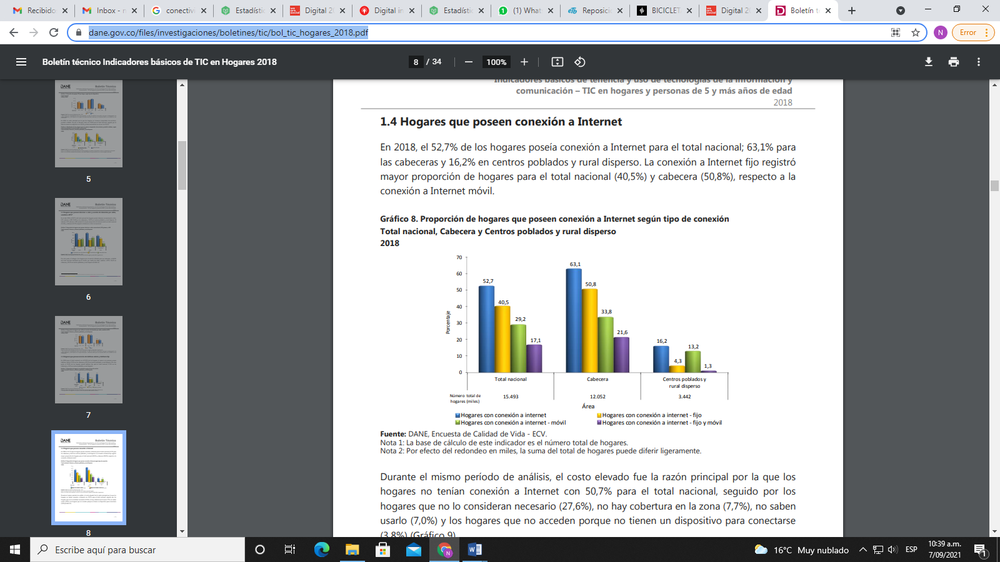 Recibido
Inbox - n
conectivi
Estadístic
Digital 20
Digital in
Estadístic
(1) What
Reposicio
BICICLET
Digital 20
Boletín t
dane.gov.co/files/investigaciones/boletines/tic/bol_tic_hogares_2018.pdf
N
Error
Boletín técnico Indicadores básicos de TIC en Hogares 2018
8 / 34
100%
5
6
7
8
Indicadores básicos de tenencia y uso de tecnologías de la información y
comunicación – TIC en hogares y personas de 5 y más años de edad
2018
1.4 Hogares que poseen conexión a Internet
En 2018, el 52,7% de los hogares poseía conexión a Internet para el total nacional; 63,1% para
las cabeceras y 16,2% en centros poblados y rural disperso. La conexión a Internet fijo registró
mayor proporción de hogares para el total nacional (40,5%) y cabecera (50,8%), respecto a la
conexión a Internet móvil.
Gráfico 8. Proporción de hogares que poseen conexión a Internet según tipo de conexión
Total nacional, Cabecera y Centros poblados y rural disperso
2018
Porcentaje
70
60
50
40
30
20
10
0
52,7
40,5
29,2
17,1
63,1
50,8
33,8
21,6
16,2
4,3
13,2
1,3
Total nacional
Cabecera
Centros poblados y
rural disperso
Número total de
hogares (miles)
15.493
12.052
3.442
Área
Hogares con conexión a internet
Hogares con conexión a internet - fijo
Hogares con conexión a internet - móvil
Hogares con conexión a internet - fijo y móvil
Fuente: DANE, Encuesta de Calidad de Vida - ECV.
Nota 1: La base de cálculo de este indicador es el número total de hogares.
Nota 2: Por efecto del redondeo en miles, la suma del total de hogares puede diferir ligeramente.
Durante el mismo período de análisis, el costo elevado fue la razón principal por la que los
hogares no tenían conexión a Internet con 50,7% para el total nacional, seguido por los
hogares que no lo consideran necesario (27,6%), no hay cobertura en la zona (7,7%), no saben
usarlo (7,0%) y los hogares que no acceden porque no tienen un dispositivo para conectarse
(3,8%) (Gráfico 9)
Escribe aquí para buscar
16°C Muy nublado
ESP
10:39 a.m.
7/09/2021
1